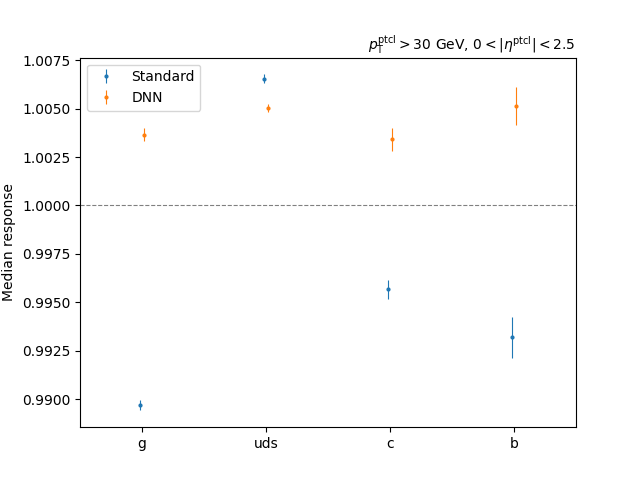 p_T^ptcl > 30 GeV, 0 < |η^ptcl| < 2.5
Standard
DNN
Median response
1.0075
1.0050
1.0025
1.0000
0.9975
0.9950
0.9925
0.9900
g uds c b